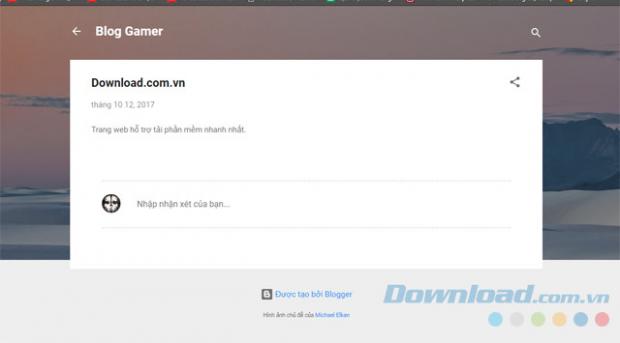 Blog Gamer
Download.com.vn
tháng 10 12, 2017
Trang web hỗ trợ tải phần mềm nhanh nhất.
Nhập nhận xét của bạn...
Được tạo bởi Blogger
Hình ảnh chủ đề của Michael Elkan
Download.com.vn